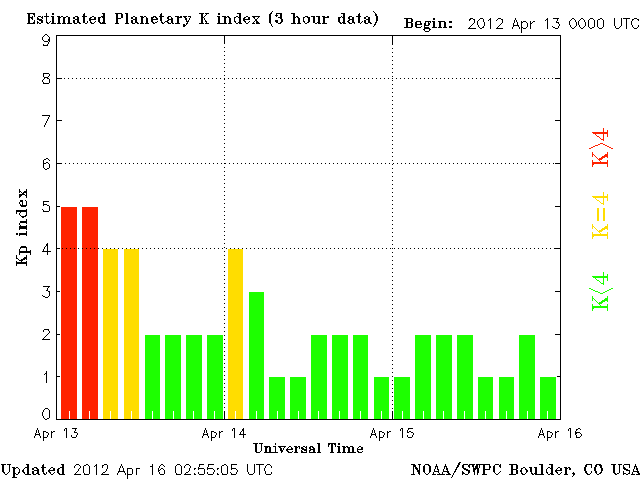 Estimated Planetary K index (3 hour data) Begin: 2012 Apr 13 0000 UTC
9
8
7
6
5
4
3
2
1
0
Kp index
K>4
K=4
K<4
Apr 13 Apr 14 Apr 15 Apr 16
Universal Time
Updated 2012 Apr 16 02:55:05 UTC NOAA/SWPC Boulder, CO USA